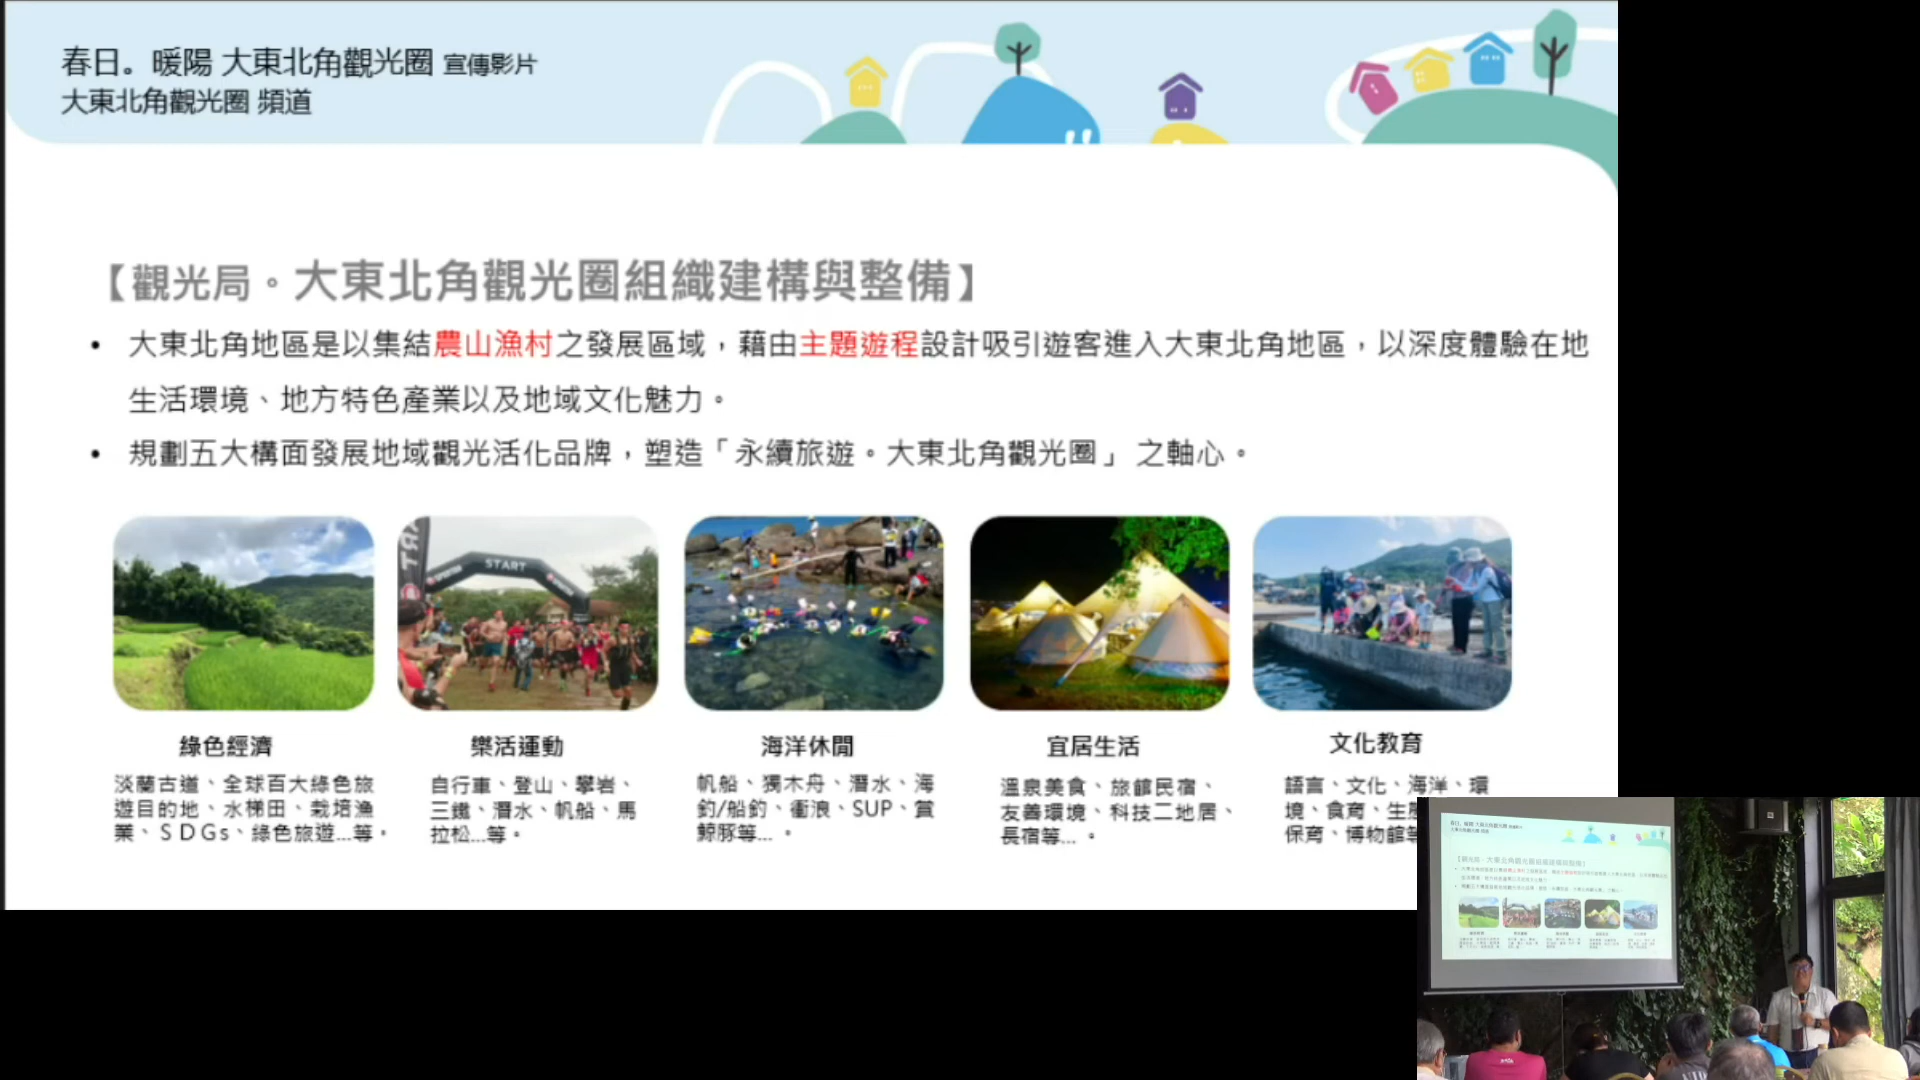 春日。暖陽 大東北角觀光圈 宣傳影片
大東北角觀光圈 頻道
【觀光局。大東北角觀光圈組織建構與整備】
• 大東北角地區是以集結農山漁村之發展區域，藉由主題遊程設計吸引遊客進入大東北角地區，以深度體驗在地
生活環境、地方特色產業以及地域文化魅力。
• 規劃五大構面發展地域觀光活化品牌，塑造「永續旅遊。大東北角觀光圈」 之軸心。
START
綠色經濟
淡蘭古道、全球百大綠色旅
遊目的地、水梯田、栽培漁
業、ＳＤＧs、綠色旅遊...等。
樂活運動
自行車、登山、攀岩、
三鐵、潛水、帆船、馬
拉松...等。
海洋休閒
帆船、獨木舟、潛水、海
釣/船釣、衝浪、SUP、賞
鯨豚等... 。
宜居生活
溫泉美食、旅館民宿、
友善環境、科技二地居、
長宿等... 。
文化教育
語言、文化、海洋、環
境、食育、生態
保育、博物館等